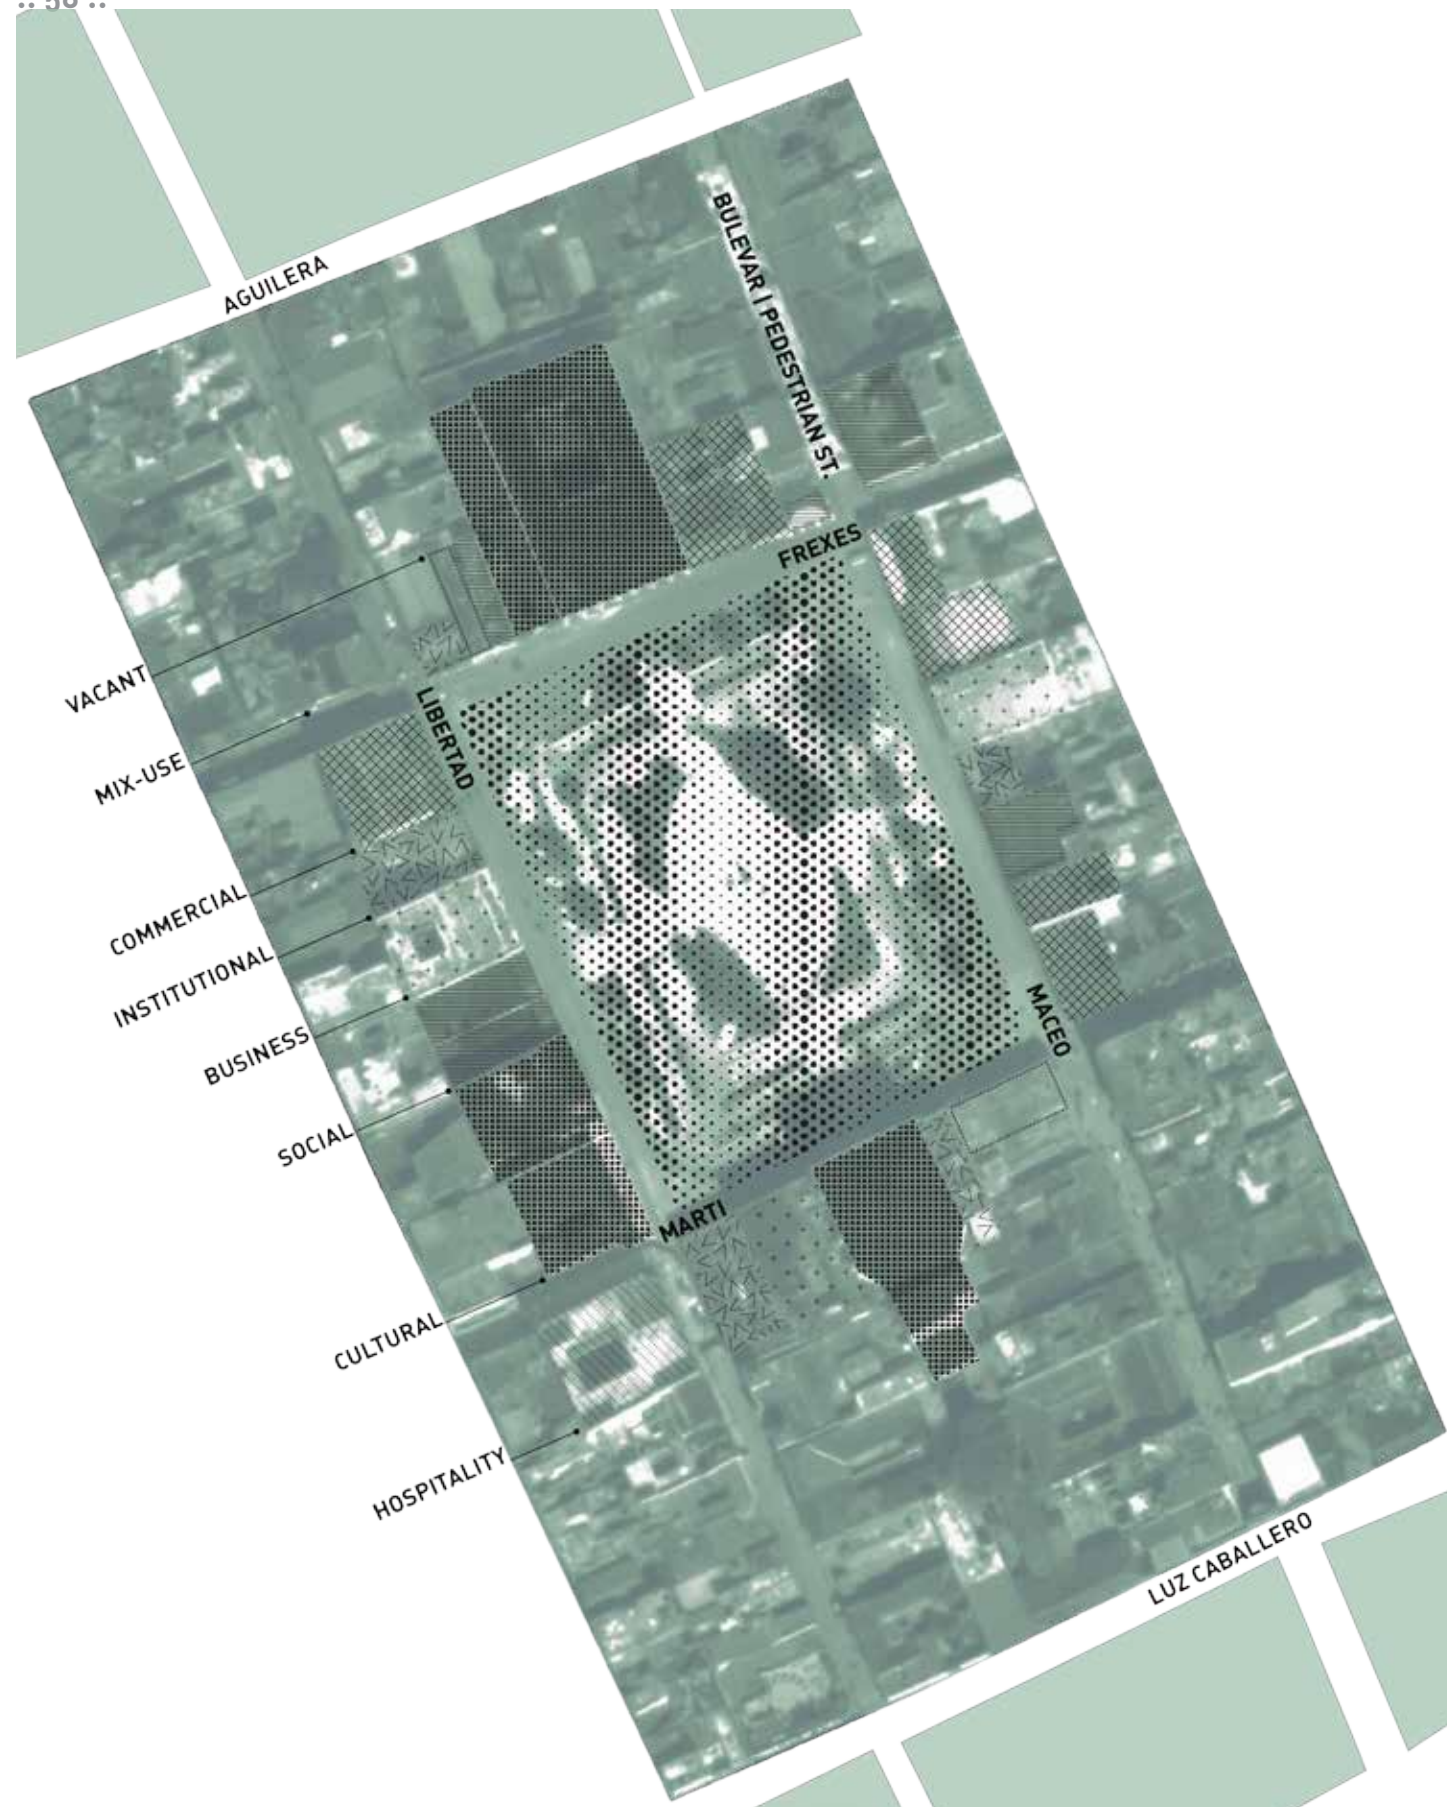 AGUILERA
BULEVAR | PEDESTRIAN ST.
FREXES
VACANT
LIBERTAD
MIX-USE
COMMERCIAL
INSTITUTIONAL
BUSINESS
MACEO
SOCIAL
MARTI
CULTURAL
HOSPITALITY
LUZ CABALLERO